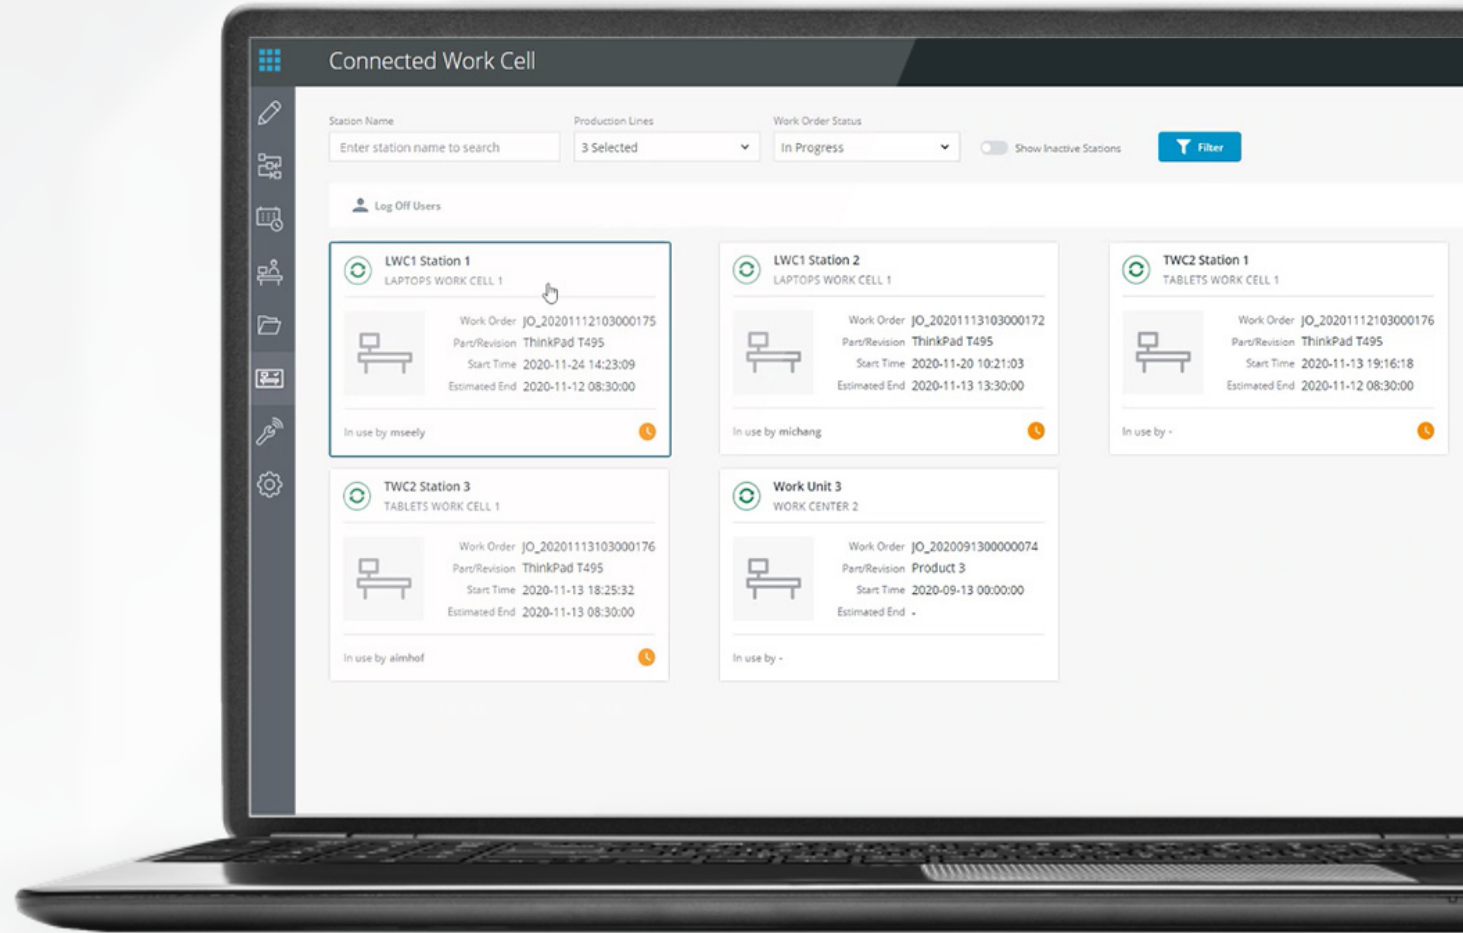 Connected Work Cell
Station Name
Production Lines
Work Order Status
Enter station name to search
3 Selected
In Progress
Show Inactive Stations
Filter
Log Off Users
LWC1 Station 1
LAPTOPS WORK CELL 1
Work Order JO_20201112103000175
Part/Revision ThinkPad T495
Start Time 2020-11-24 14:23:09
Estimated End 2020-11-12 08:30:00
In use by mseely
LWC1 Station 2
LAPTOPS WORK CELL 1
Work Order JO_20201113103000172
Part/Revision ThinkPad T495
Start Time 2020-11-20 10:21:03
Estimated End 2020-11-13 13:30:00
In use by michang
TWC2 Station 1
TABLETS WORK CELL 1
Work Order JO_20201112103000176
Part/Revision ThinkPad T495
Start Time 2020-11-13 19:16:18
Estimated End 2020-11-12 08:30:00
In use by -
TWC2 Station 3
TABLETS WORK CELL 1
Work Order JO_20201113103000176
Part/Revision ThinkPad T495
Start Time 2020-11-13 18:25:32
Estimated End 2020-11-13 08:30:00
In use by aimhof
Work Unit 3
WORK CENTER 2
Work Order JO_2020091300000074
Part/Revision Product 3
Start Time 2020-09-13 00:00:00
Estimated End -
In use by -